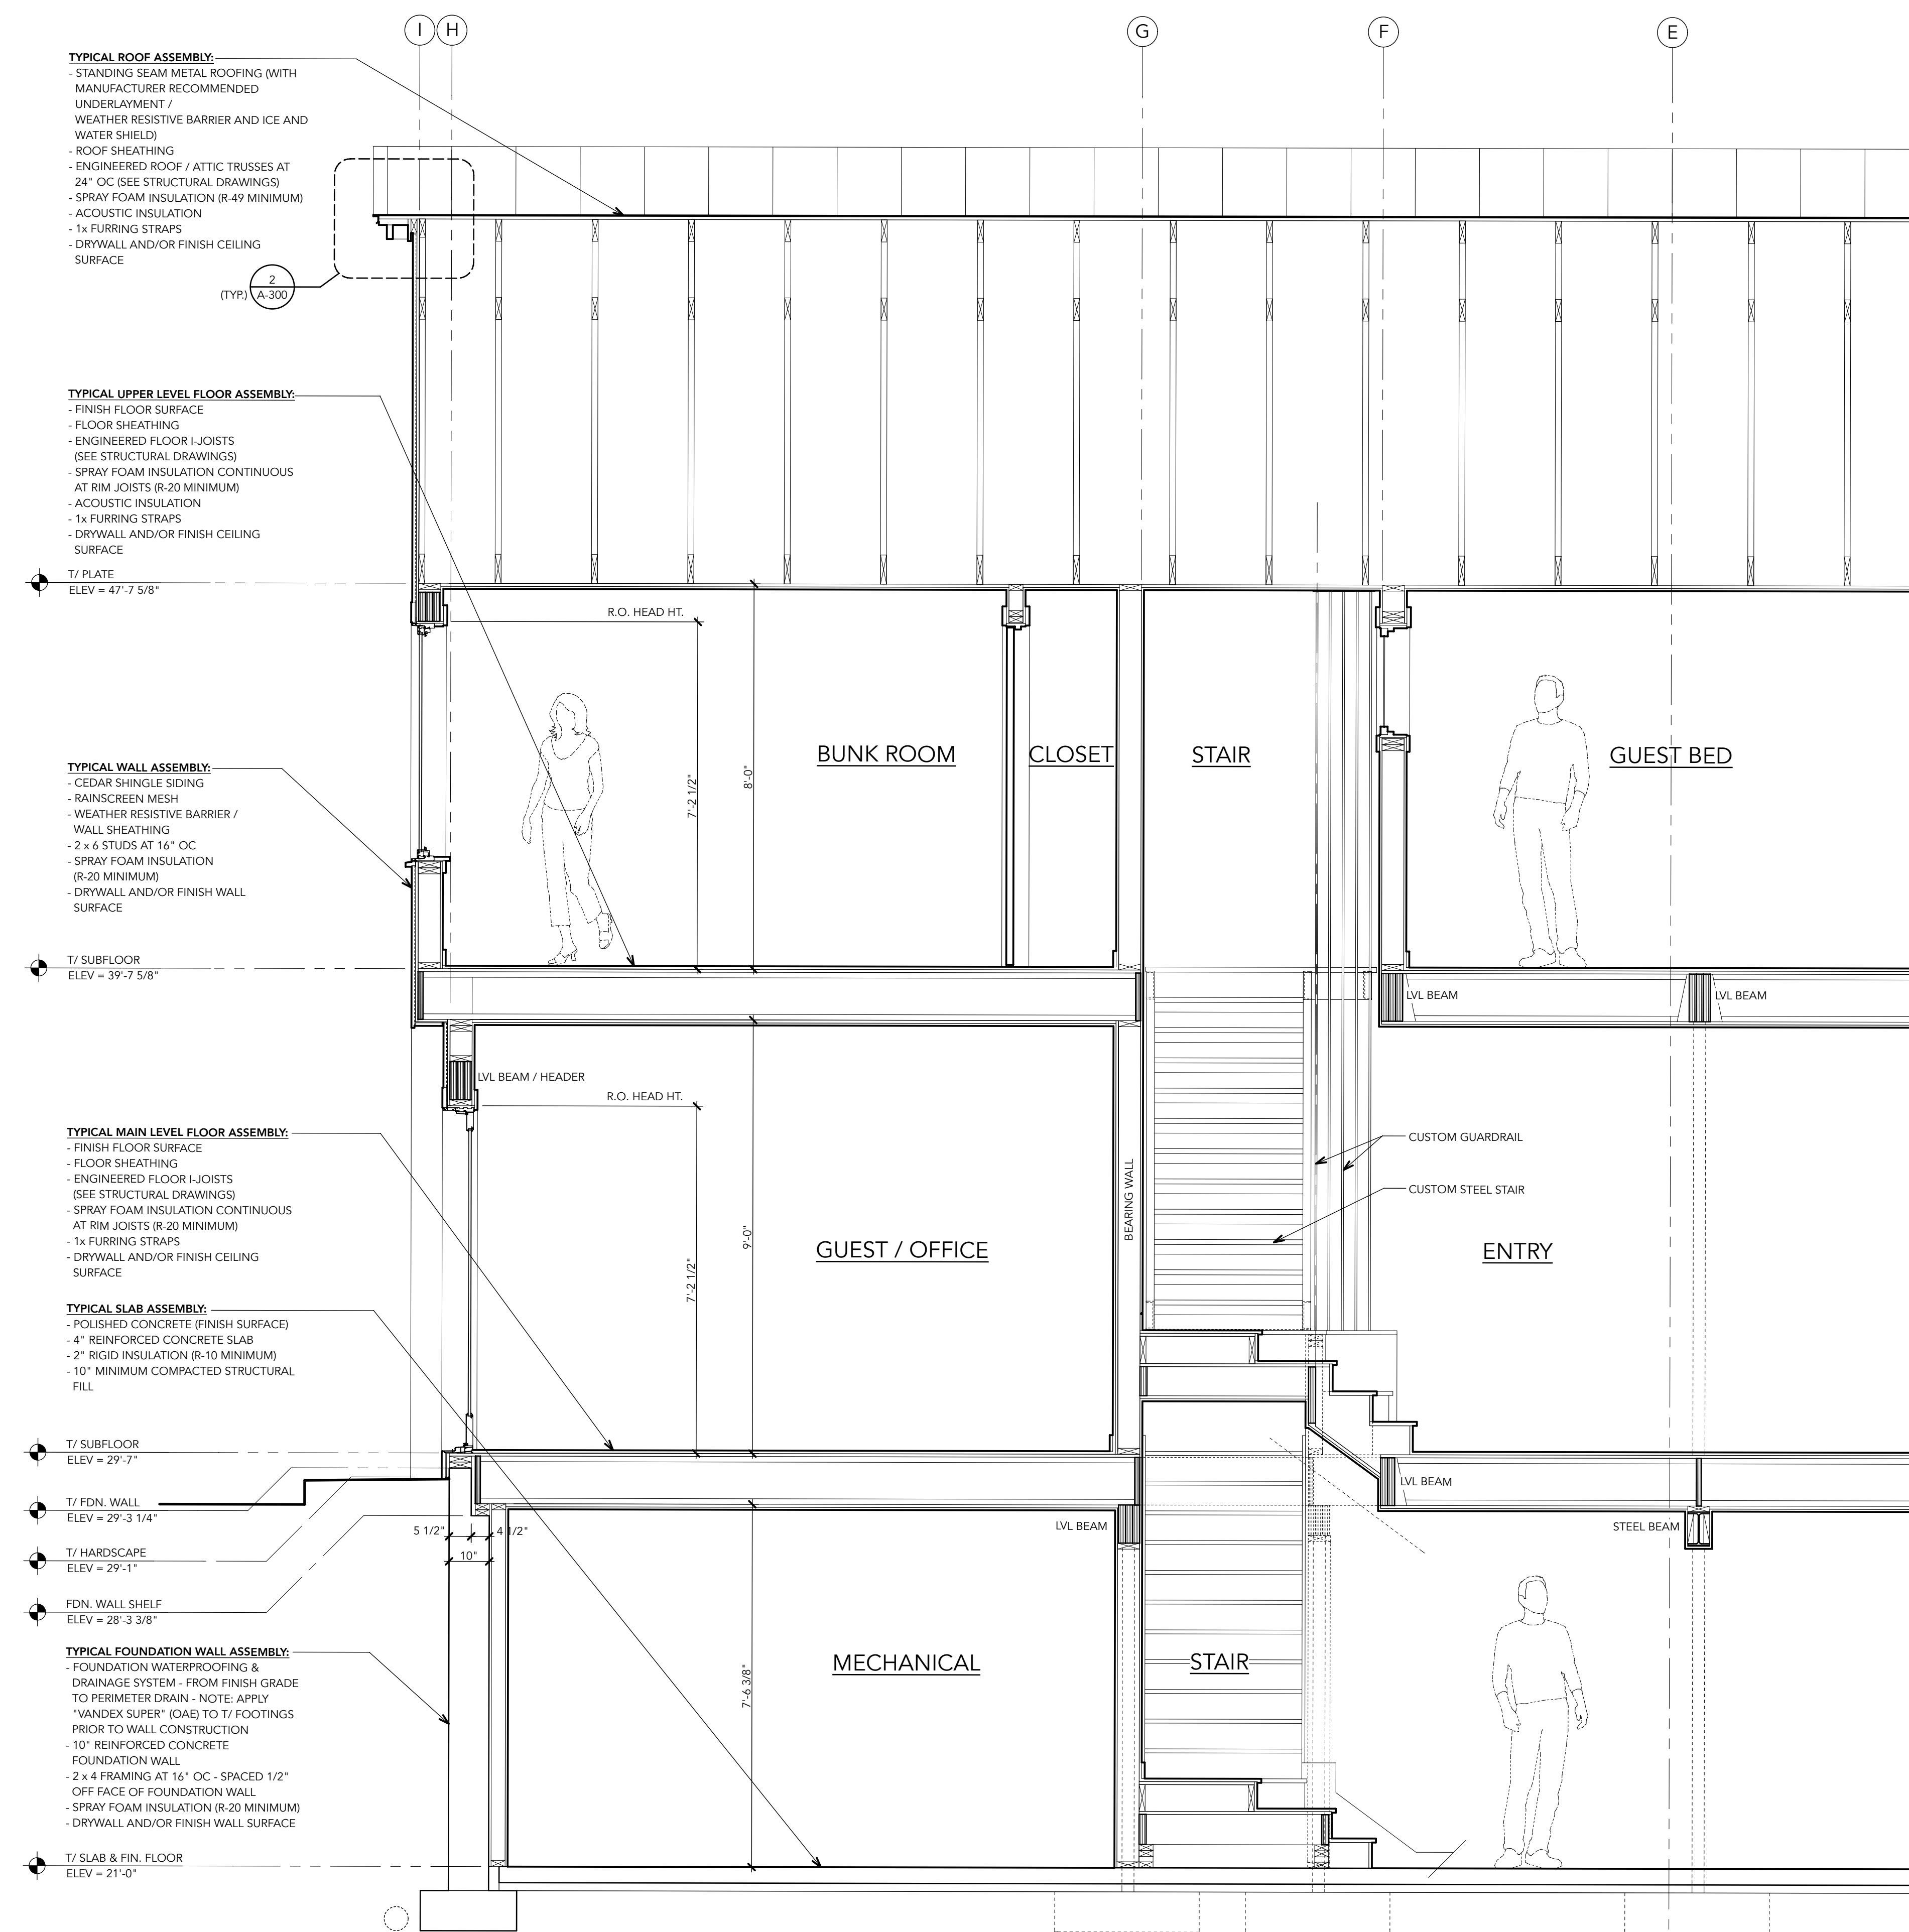 I
H
G
F
E
TYPICAL ROOF ASSEMBLY:
- STANDING SEAM METAL ROOFING (WITH
MANUFACTURER RECOMMENDED
UNDERLAYMENT /
WEATHER RESISTIVE BARRIER AND ICE AND
WATER SHIELD)
- ROOF SHEATHING
- ENGINEERED ROOF / ATTIC TRUSSES AT
24" OC (SEE STRUCTURAL DRAWINGS)
- SPRAY FOAM INSULATION (R-49 MINIMUM)
- ACOUSTIC INSULATION
- 1x FURRING STRAPS
- DRYWALL AND/OR FINISH CEILING
SURFACE
(TYP.)
2
A-300
TYPICAL UPPER LEVEL FLOOR ASSEMBLY:
- FINISH FLOOR SURFACE
- FLOOR SHEATHING
- ENGINEERED FLOOR I-JOISTS
(SEE STRUCTURAL DRAWINGS)
- SPRAY FOAM INSULATION CONTINUOUS
AT RIM JOISTS (R-20 MINIMUM)
- ACOUSTIC INSULATION
- 1x FURRING STRAPS
- DRYWALL AND/OR FINISH CEILING
SURFACE
T/ PLATE
ELEV = 47'-7 5/8"
R.O. HEAD HT.
7'-2 1/2"
8'-0"
BUNK ROOM
CLOSET
STAIR
GUEST BED
TYPICAL WALL ASSEMBLY:
- CEDAR SHINGLE SIDING
- RAINSCREEN MESH
- WEATHER RESISTIVE BARRIER /
WALL SHEATHING
- 2 x 6 STUDS AT 16" OC
- SPRAY FOAM INSULATION
(R-20 MINIMUM)
- DRYWALL AND/OR FINISH WALL
SURFACE
T/ SUBFLOOR
ELEV = 39'-7 5/8"
LVL BEAM
LVL BEAM
LVL BEAM / HEADER
R.O. HEAD HT.
7'-2 1/2"
9'-0"
GUEST / OFFICE
BEARING WALL
CUSTOM GUARDRAIL
CUSTOM STEEL STAIR
ENTRY
TYPICAL MAIN LEVEL FLOOR ASSEMBLY:
- FINISH FLOOR SURFACE
- FLOOR SHEATHING
- ENGINEERED FLOOR I-JOISTS
(SEE STRUCTURAL DRAWINGS)
- SPRAY FOAM INSULATION CONTINUOUS
AT RIM JOISTS (R-20 MINIMUM)
- 1x FURRING STRAPS
- DRYWALL AND/OR FINISH CEILING
SURFACE
TYPICAL SLAB ASSEMBLY:
- POLISHED CONCRETE (FINISH SURFACE)
- 4" REINFORCED CONCRETE SLAB
- 2" RIGID INSULATION (R-10 MINIMUM)
- 10" MINIMUM COMPACTED STRUCTURAL
FILL
T/ SUBFLOOR
ELEV = 29'-7"
T/ FDN. WALL
ELEV = 29'-3 1/4"
T/ HARDSCAPE
ELEV = 29'-1"
FDN. WALL SHELF
ELEV = 28'-3 3/8"
5 1/2"
4 1/2"
10"
LVL BEAM
LVL BEAM
STEEL BEAM
7'-6 3/8"
MECHANICAL
STAIR
TYPICAL FOUNDATION WALL ASSEMBLY:
- FOUNDATION WATERPROOFING &
DRAINAGE SYSTEM - FROM FINISH GRADE
TO PERIMETER DRAIN - NOTE: APPLY
"VANDEX SUPER" (OAE) TO T/ FOOTINGS
PRIOR TO WALL CONSTRUCTION
- 10" REINFORCED CONCRETE
FOUNDATION WALL
- 2 x 4 FRAMING AT 16" OC - SPACED 1/2"
OFF FACE OF FOUNDATION WALL
- SPRAY FOAM INSULATION (R-20 MINIMUM)
- DRYWALL AND/OR FINISH WALL SURFACE
T/ SLAB & FIN. FLOOR
ELEV = 21'-0"